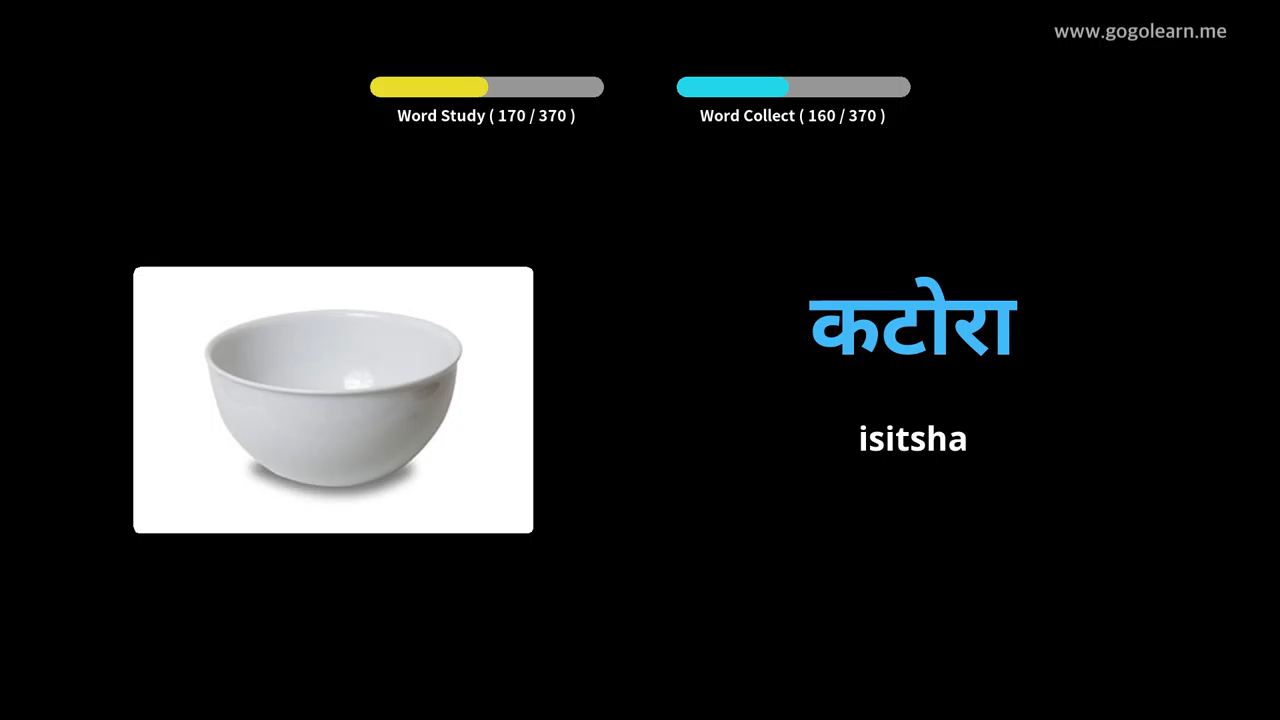 www.gogolearn.me
Word Study ( 170 / 370 )
Word Collect ( 160 / 370 )
कटोरा
isitsha